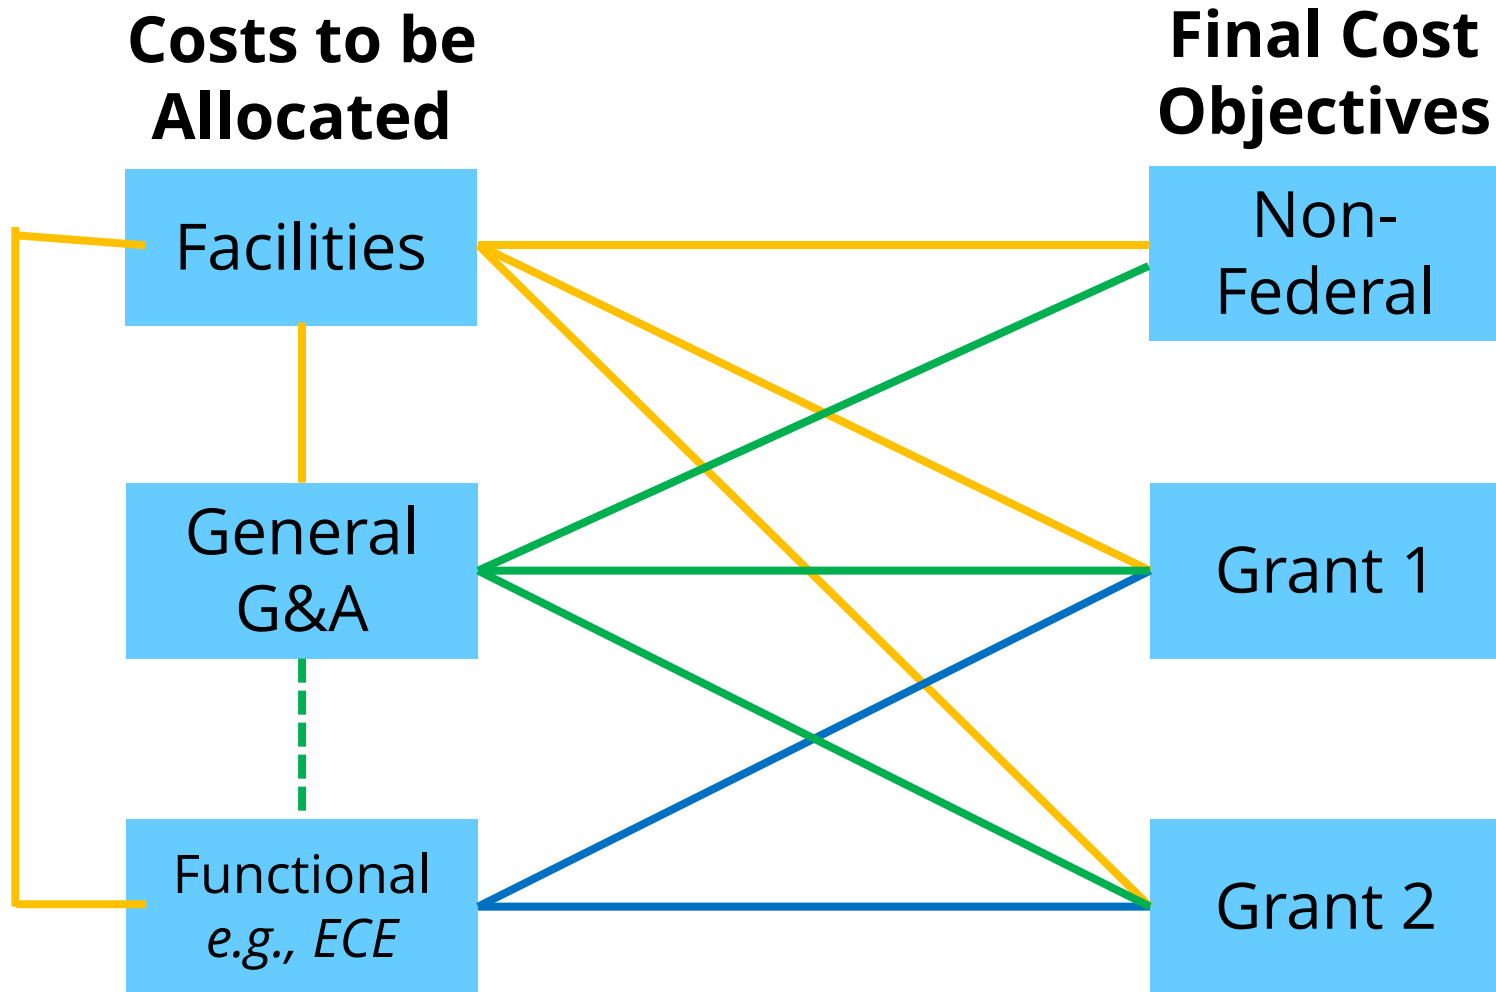 Costs to be
Allocated
Final Cost
Objectives
Facilities
Non-
Federal
General
G&A
Grant 1
Functional
e.g., ECE
Grant 2